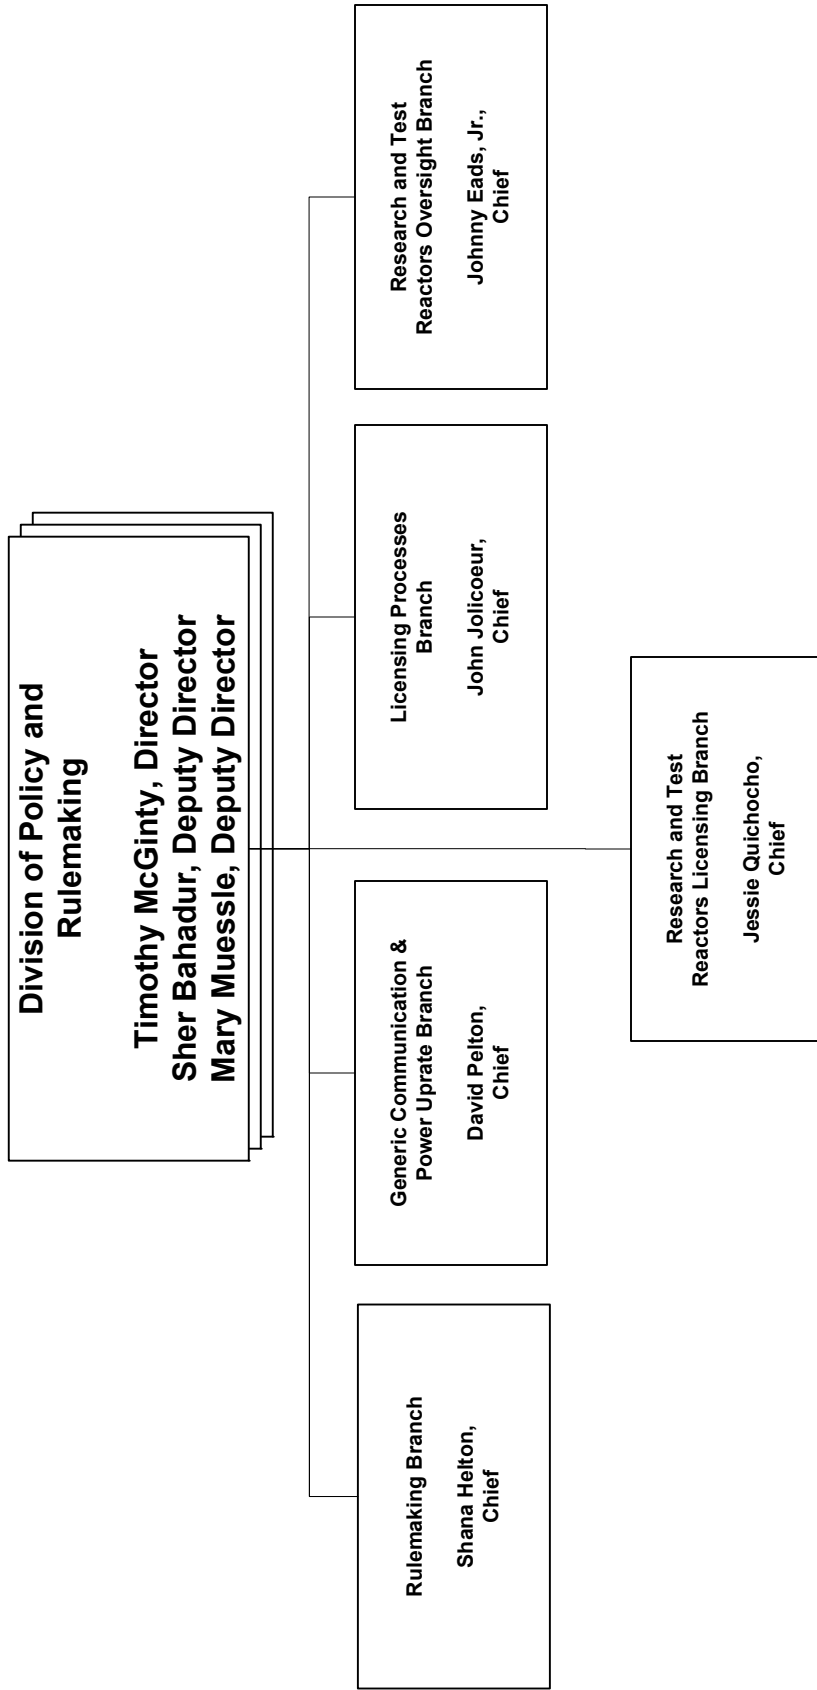 Division of Policy and
Rulemaking
Timothy McGinty, Director
Sher Bahadur, Deputy Director
Mary Muessle, Deputy Director
Rulemaking Branch
Shana Helton,
Chief
Generic Communication &
Power Uprate Branch
David Pelton,
Chief
Licensing Processes
Branch
John Jolicoeur,
Chief
Research and Test
Reactors Oversight Branch
Johnny Eads, Jr.,
Chief
Research and Test
Reactors Licensing Branch
Jessie Quichocho,
Chief